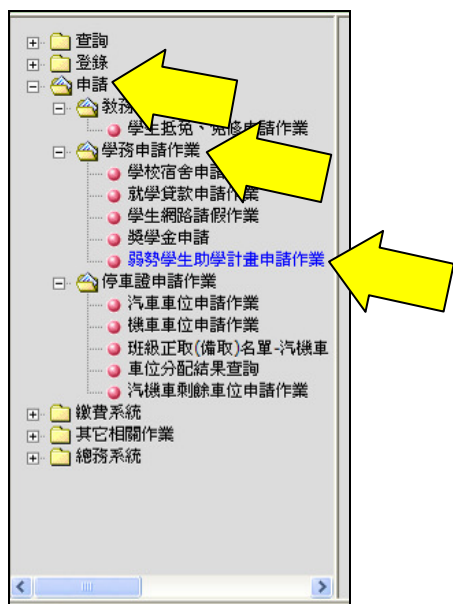 查詢
登錄
申請
教務
學生抵免、免修申請作業
學務申請作業
學校宿舍申請
就學貸款申請作業
學生網路請假作業
獎學金申請
弱勢學生助學計畫申請作業
停車證申請作業
汽車車位申請作業
機車車位申請作業
班級正取(備取)名單-汽機車
車位分配結果查詢
汽機車剩餘車位申請作業
繳費系統
其它相關作業
總務系統